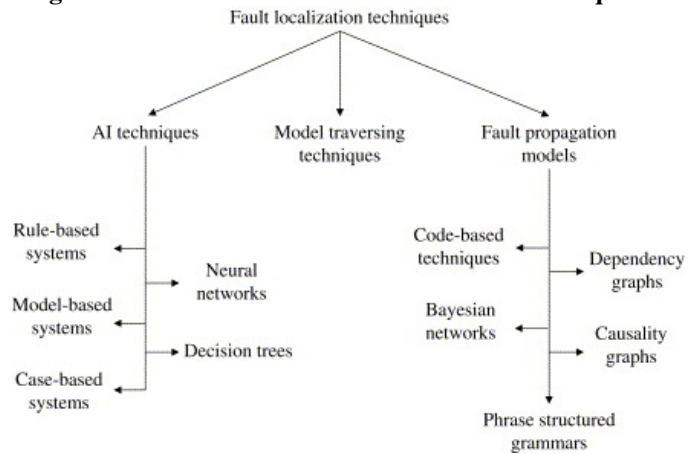 Fault localization techniques
AI techniques
Model traversing
techniques
Fault propagation
models
Rule-based
systems
Neural
networks
Model-based
systems
Decision trees
Case-based
systems
Code-based
techniques
Dependency
graphs
Bayesian
networks
Causality
graphs
Phrase structured
grammars